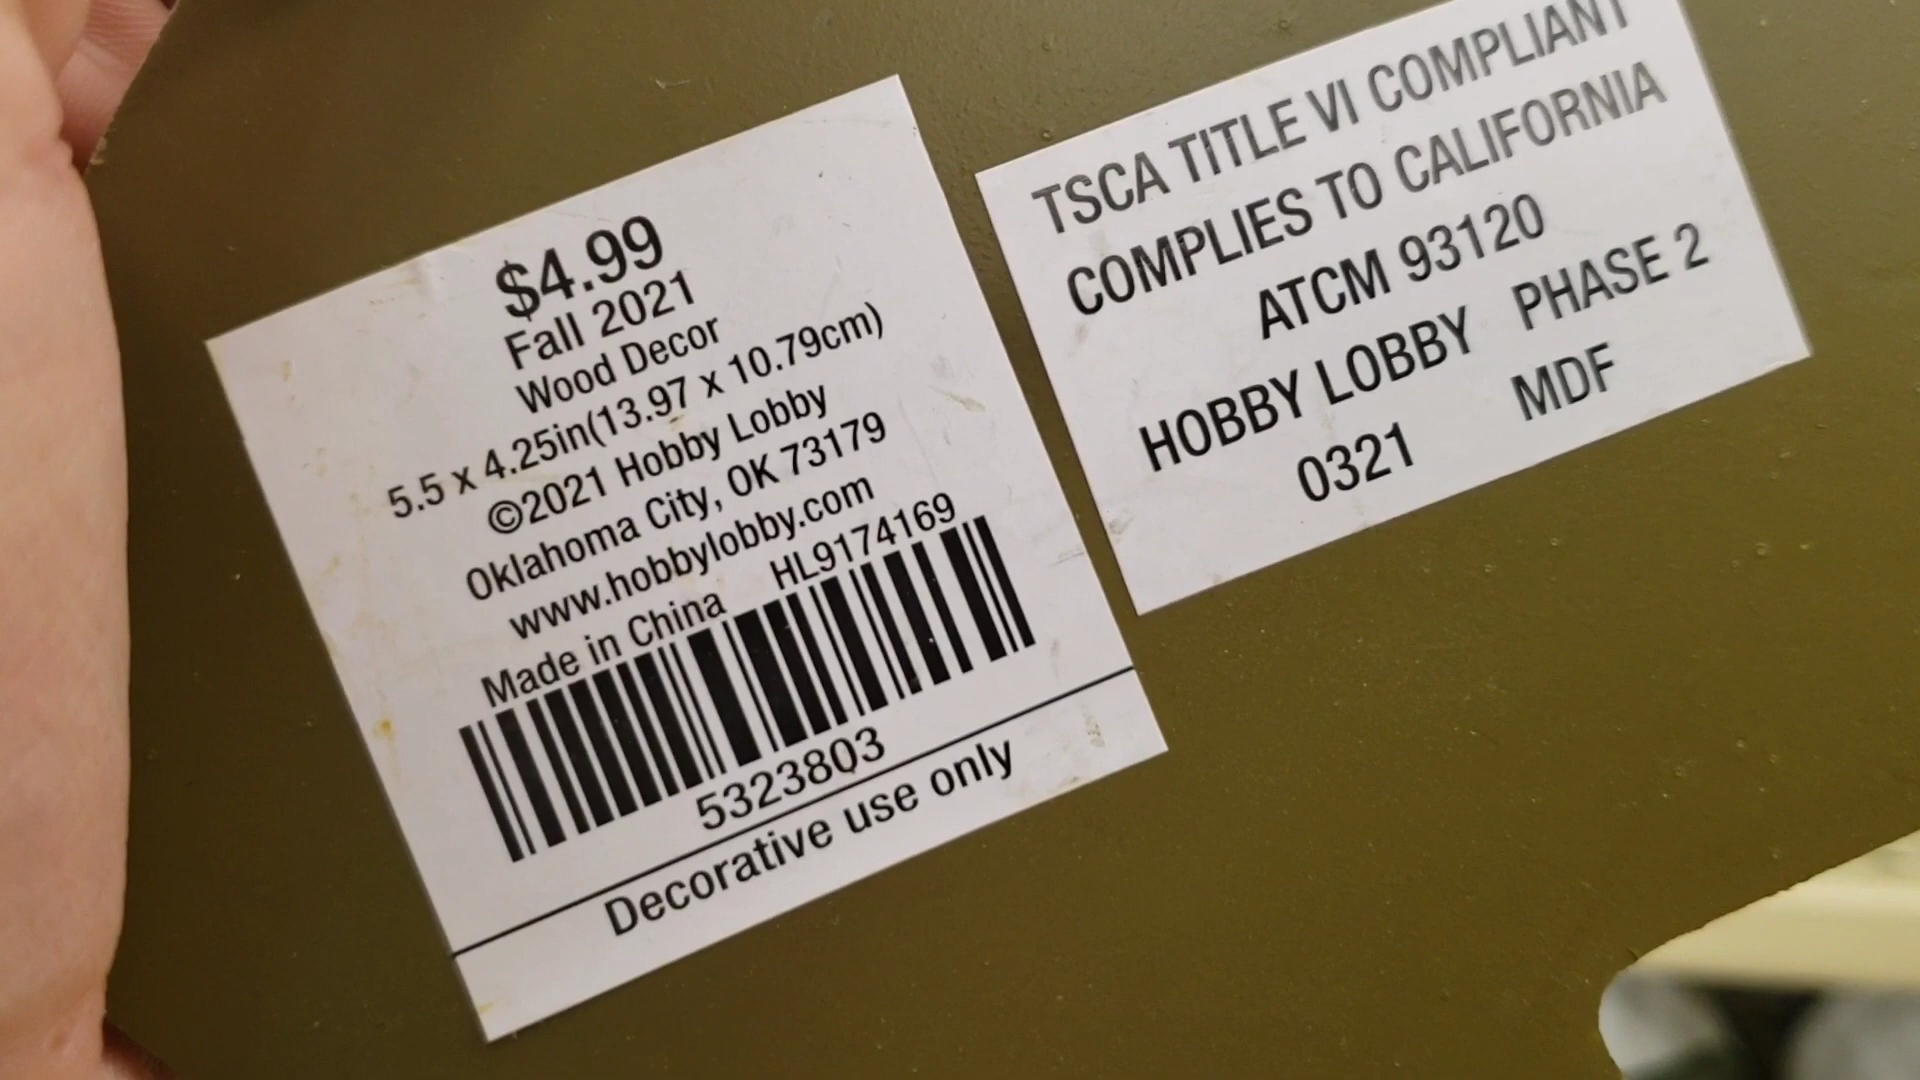 $4.99
Fall 2021
Wood Decor
5.5 x 4.25in(13.97 x 10.79cm)
©2021 Hobby Lobby
Oklahoma City, OK 73179
www.hobbylobby.com
Made in China HL9174169
5323803
Decorative use only
TSCA TITLE VI COMPLIANT
COMPLIES TO CALIFORNIA
ATCM 93120
HOBBY LOBBY PHASE 2
0321 MDF